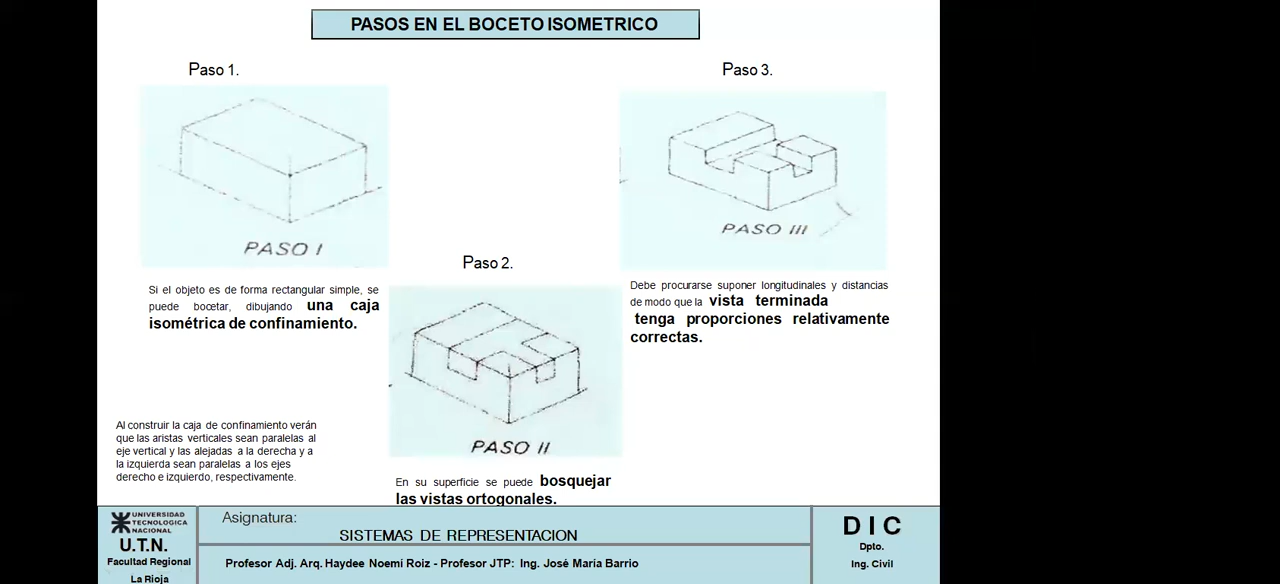 PASOS EN EL BOCETO ISOMETRICO
Paso 1.
PASO I
Si el objeto es de forma rectangular simple, se
puede bocetar, dibujando una caja
isométrica de confinamiento.
Al construir la caja de confinamiento verán
que las aristas verticales sean paralelas al
eje vertical y las alejadas a la derecha y a
la izquierda sean paralelas a los ejes
derecho e izquierdo, respectivamente.
Paso 2.
PASO II
En su superficie se puede bosquejar
las vistas ortogonales.
Paso 3.
PASO III
Debe procurarse suponer longitudinales y distancias
de modo que la vista terminada
tenga proporciones relativamente
correctas.
UNIVERSIDAD
TECNOLOGICA
NACIONAL
U.T.N.
Facultad Regional
La Rioja
Asignatura:
SISTEMAS DE REPRESENTACION
Profesor Adj. Arq. Haydee Noemí Roiz - Profesor JTP: Ing. José María Barrio
D I C
Dpto.
Ing. Civil